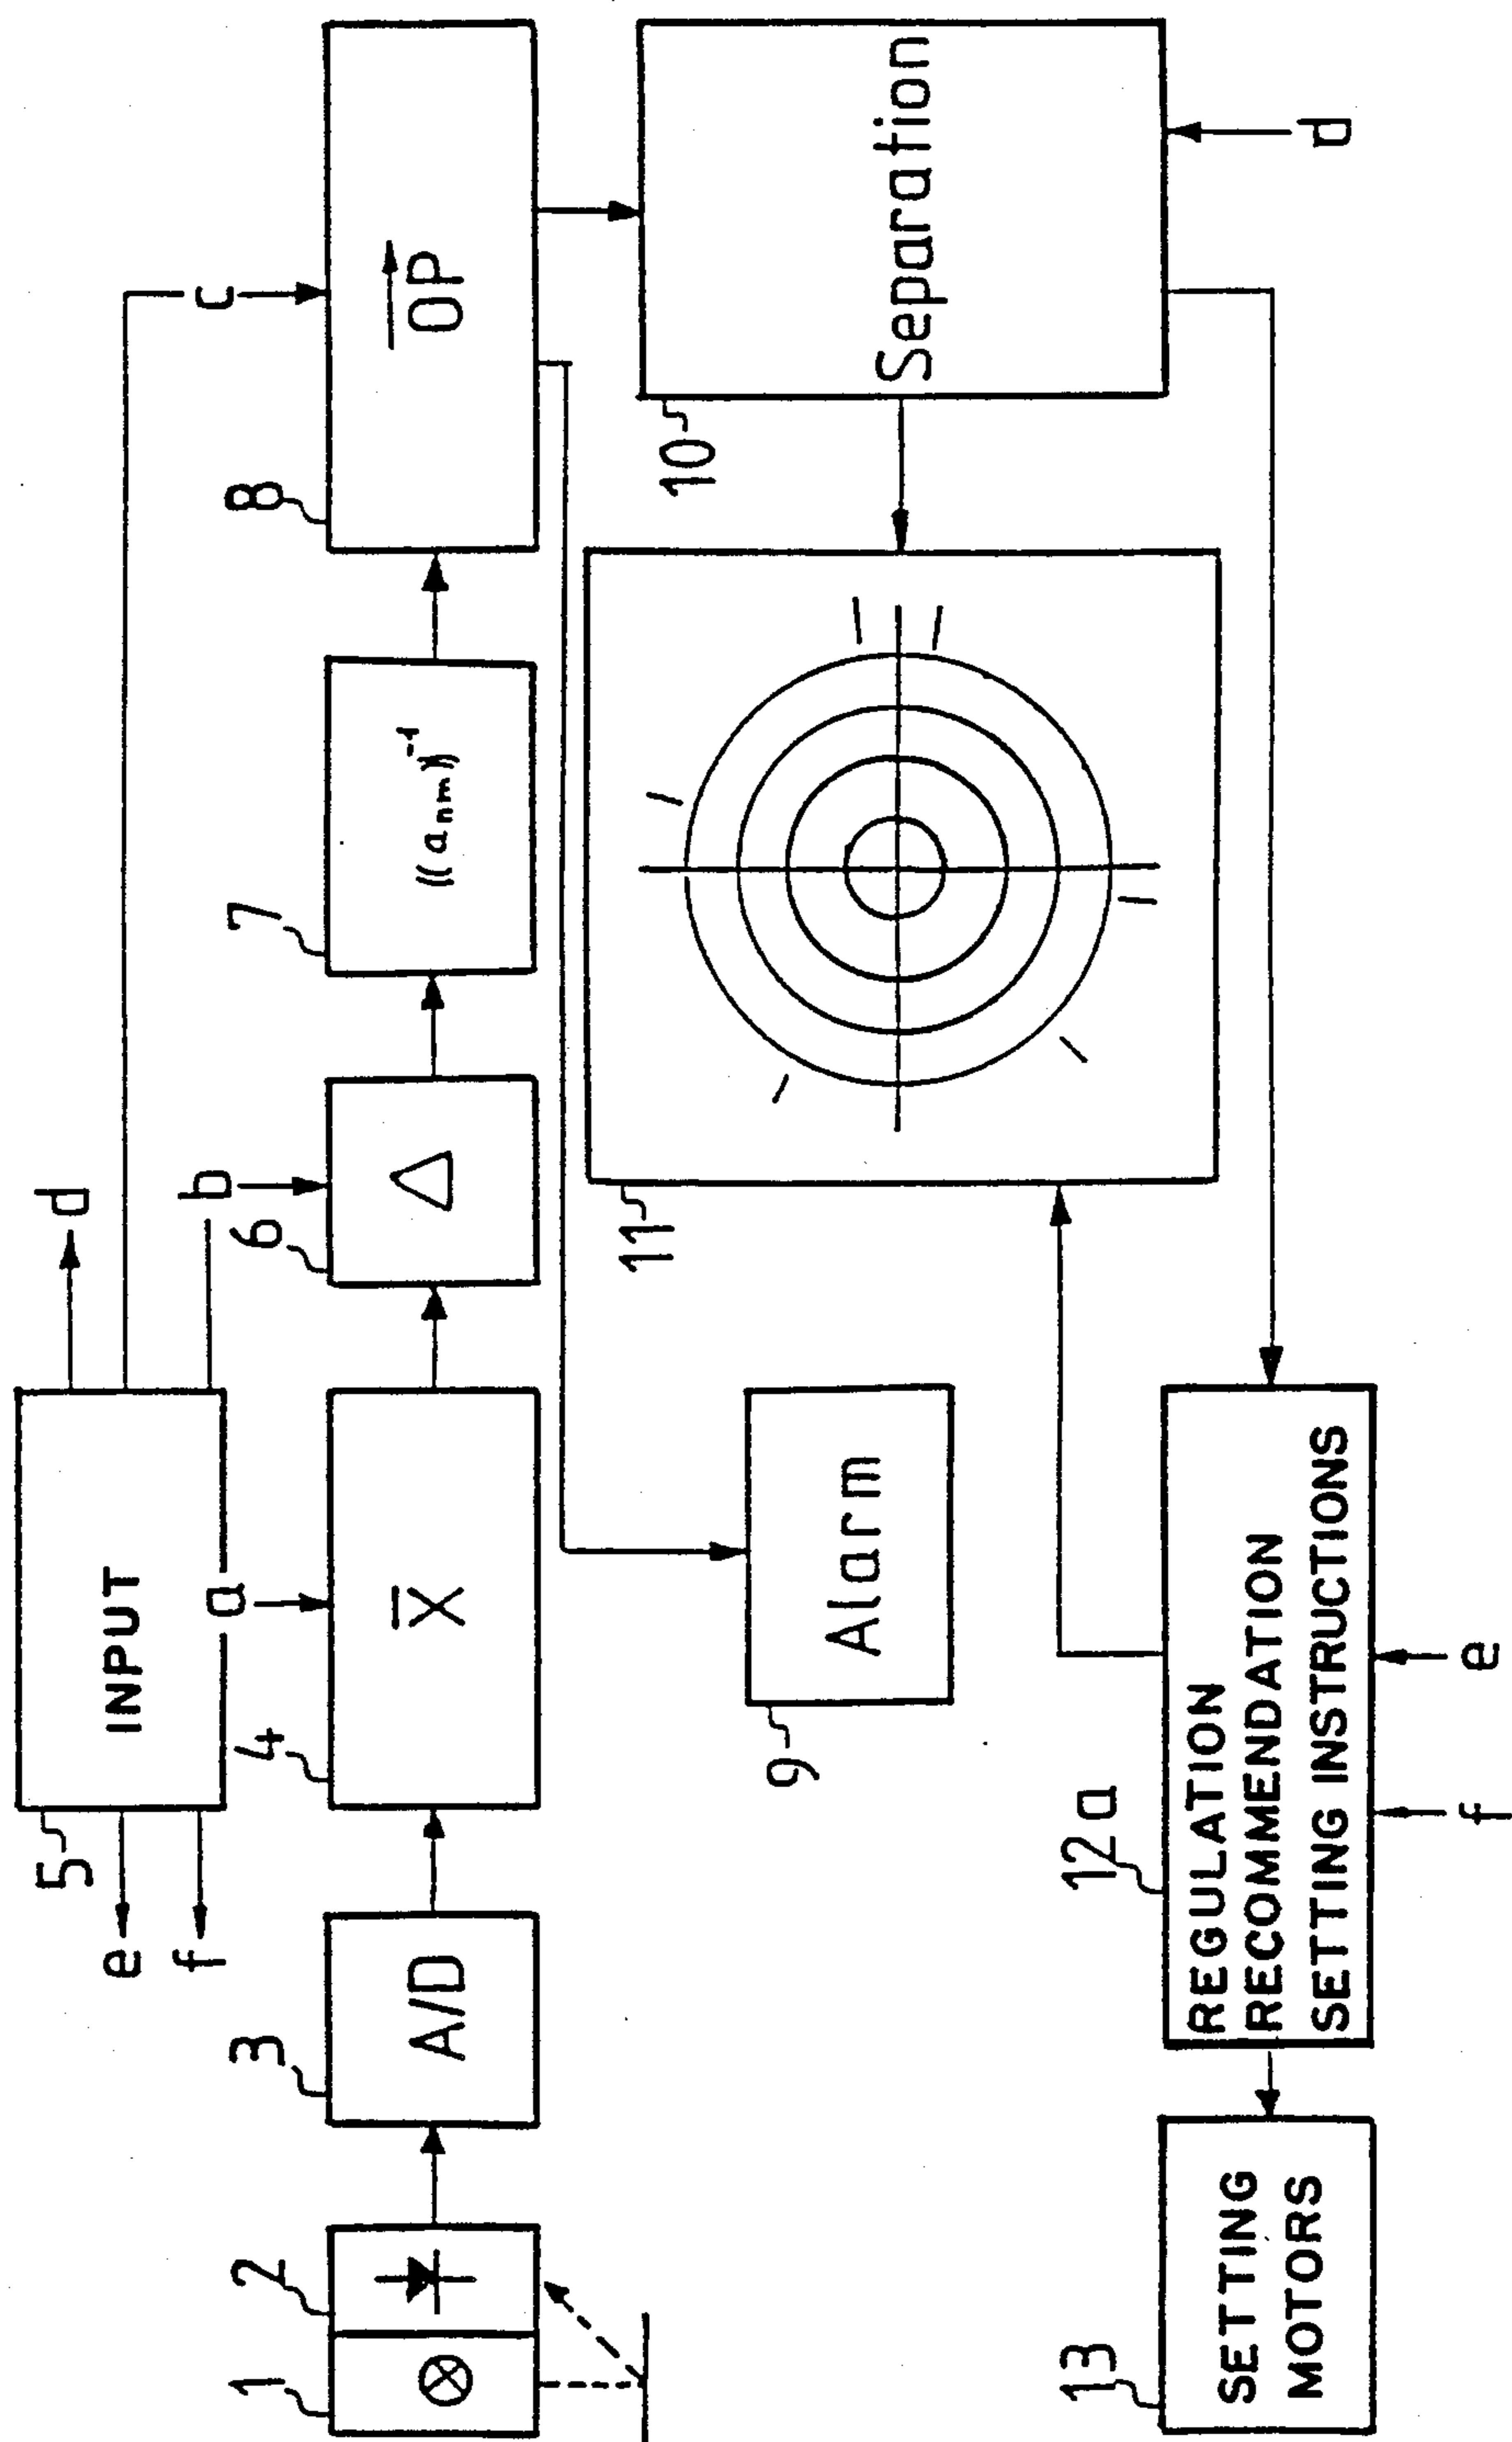 5
INPUT
d
e
f
a
b
c
1
2
3
A/D
4
X̄
6
Δ
7
((a_nm))⁻¹
8
→OP
9
Alarm
11
10
Separation
d
12a
REGULATION
RECOMMENDATION
SETTING INSTRUCTIONS
f
e
13
SETTING
MOTORS